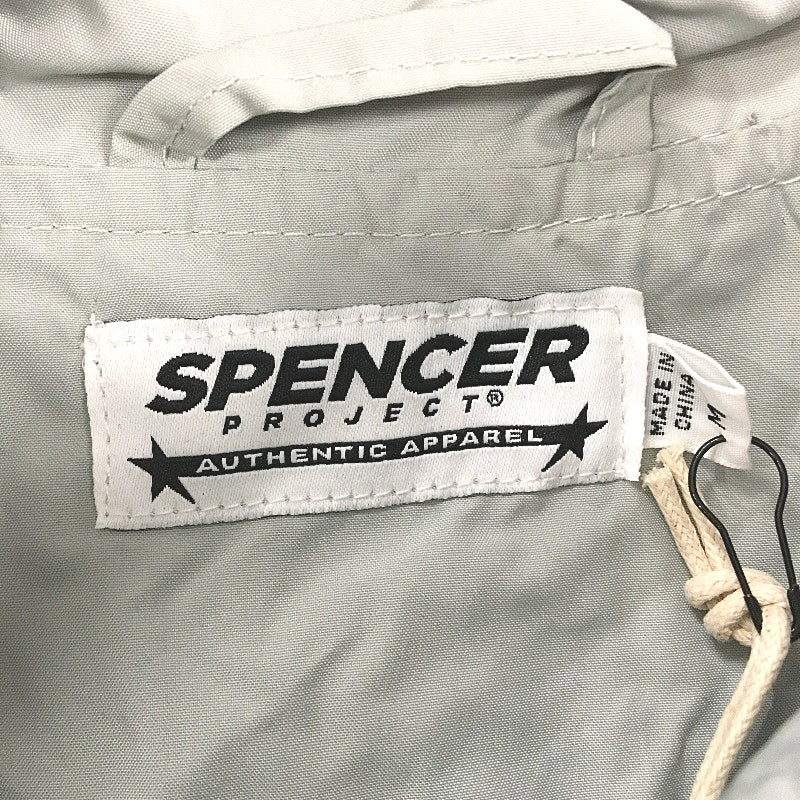 SPENCER
PROJECT®
AUTHENTIC APPAREL
MADE IN
CHINA
M